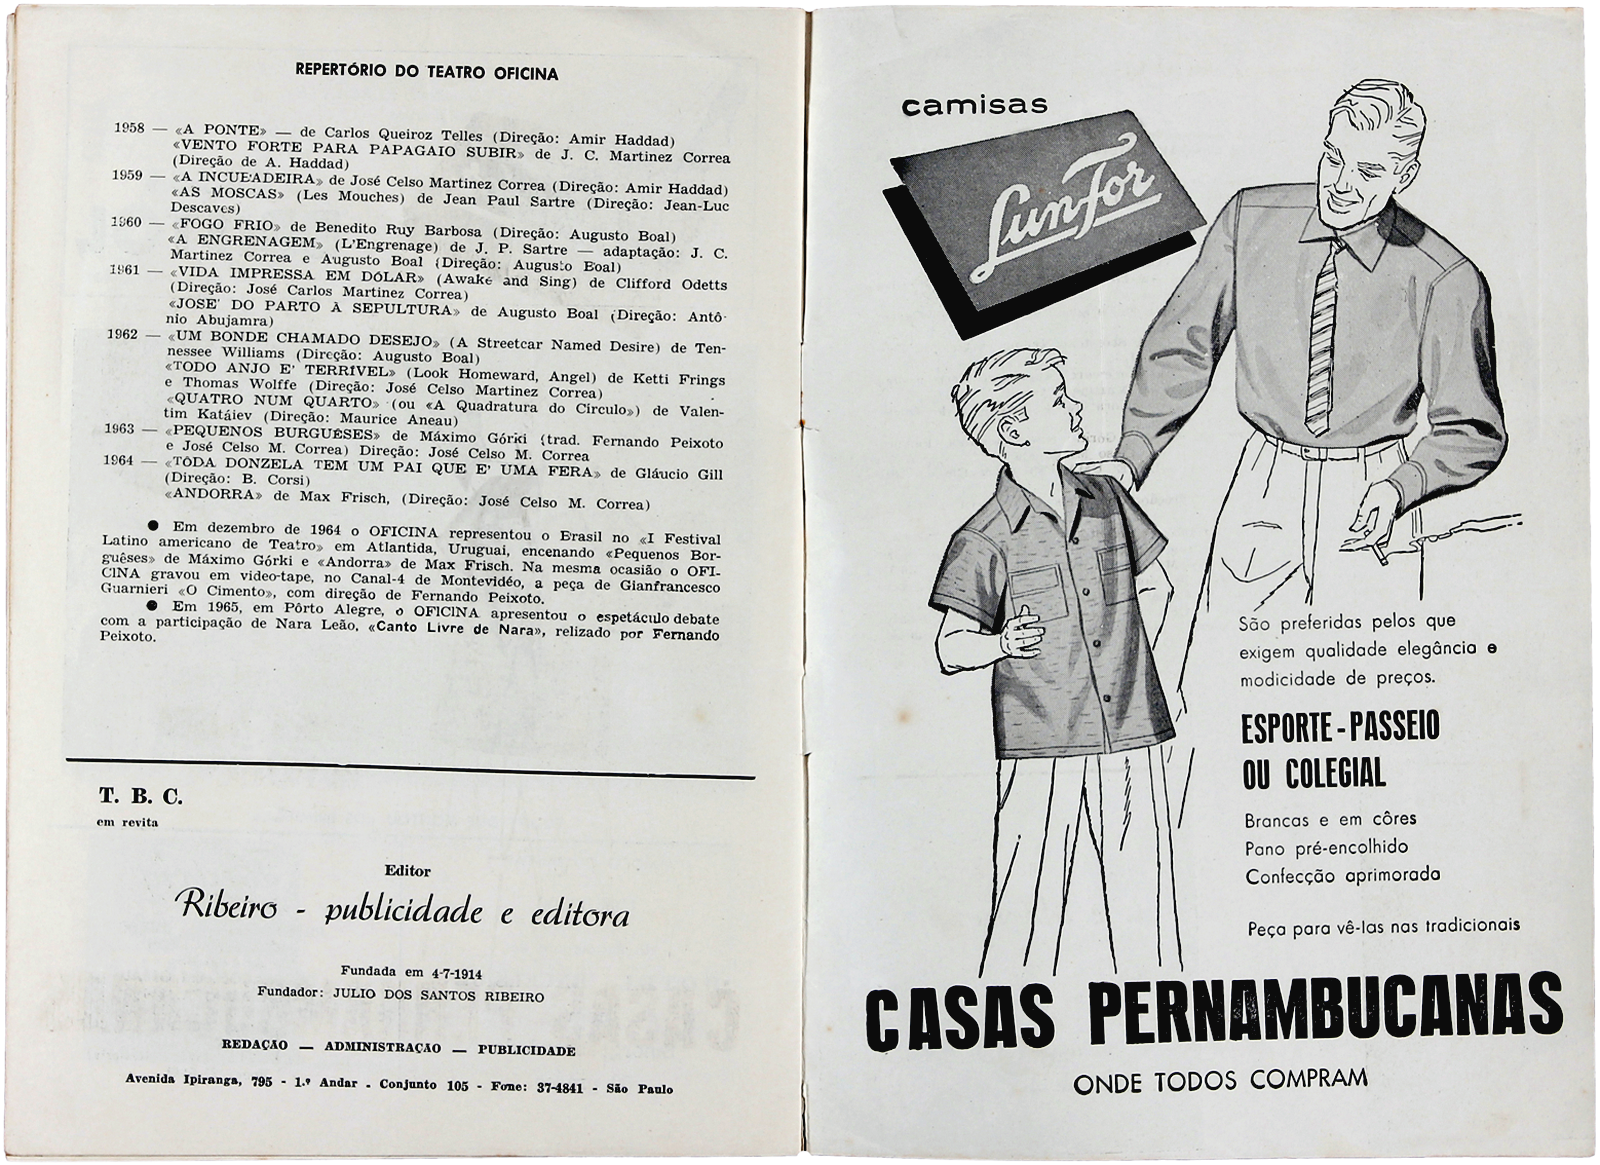 REPERTÓRIO DO TEATRO OFICINA
1958 — «A PONTE» — de Carlos Queiroz Telles (Direção: Amir Haddad)
«VENTO FORTE PARA PAPAGAIO SUBIR» de J. C. Martinez Correa
(Direção de A. Haddad)
1959 — «A INCUBADEIRA» de José Celso Martinez Correa (Direção: Amir Haddad)
«AS MOSCAS» (Les Mouches) de Jean Paul Sartre (Direção: Jean-Luc
Descaves)
1960 — «FOGO FRIO» de Benedito Ruy Barbosa (Direção: Augusto Boal)
«A ENGRENAGEM» (L'Engrenage) de J. P. Sartre — adaptação: J. C.
Martinez Correa e Augusto Boal (Direção: Augusto Boal)
1961 — «VIDA IMPRESSA EM DÓLAR» (Awake and Sing) de Clifford Odetts
(Direção: José Carlos Martinez Correa)
«JOSE' DO PARTO À SEPULTURA» de Augusto Boal (Direção: Antô-
nio Abujamra)
1962 — «UM BONDE CHAMADO DESEJO» (A Streetcar Named Desire) de Ten-
nessee Williams (Direção: Augusto Boal)
«TODO ANJO E' TERRÍVEL» (Look Homeward, Angel) de Ketti Frings
e Thomas Wolffe (Direção: José Celso Martinez Correa)
«QUATRO NUM QUARTO» (ou «A Quadratura do Círculo») de Valen-
tim Katáiev (Direção: Maurice Aneau)
1963 — «PEQUENOS BURGUÊSES» de Máximo Górki (trad. Fernando Peixoto
e José Celso M. Correa) Direção: José Celso M. Correa
1964 — «TÔDA DONZELA TEM UM PAI QUE E' UMA FERA» de Gláucio Gill
(Direção: B. Corsi)
«ANDORRA» de Max Frisch, (Direção: José Celso M. Correa)
● Em dezembro de 1964 o OFICINA representou o Brasil no «I Festival
Latino americano de Teatro» em Atlantida, Uruguai, encenando «Pequenos Bor-
guêses» de Máximo Górki e «Andorra» de Max Frisch. Na mesma ocasião o OFI-
CINA gravou em video-tape, no Canal-4 de Montevidéo, a peça de Gianfrancesco
Guarnieri «O Cimento», com direção de Fernando Peixoto.
● Em 1965, em Pôrto Alegre, o OFICINA apresentou o espetáculo debate
com a participação de Nara Leão, «Canto Livre de Nara», relizado por Fernando
Peixoto.
T. B. C.
em revita
Editor
Ribeiro - publicidade e editora
Fundada em 4-7-1914
Fundador: JULIO DOS SANTOS RIBEIRO
REDAÇÃO — ADMINISTRAÇÃO — PUBLICIDADE
Avenida Ipiranga, 795 - 1.º Andar - Conjunto 105 - Fone: 37-4841 - São Paulo
camisas
LunFor
São preferidas pelos que
exigem qualidade elegância e
modicidade de preços.
ESPORTE - PASSEIO
OU COLEGIAL
Brancas e em côres
Pano pré-encolhido
Confecção aprimorada
Peça para vê-las nas tradicionais
CASAS PERNAMBUCANAS
ONDE TODOS COMPRAM